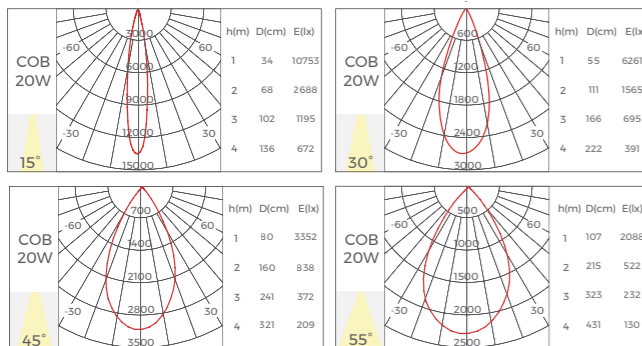 COB
20W
15°
-60
60
-30
30
3000
6000
9000
12000
15000
h(m) D(cm) E(lx)
1 34 10753
2 68 2688
3 102 1195
4 136 672
COB
20W
30°
-60
60
-30
30
600
1200
1800
2400
3000
h(m) D(cm) E(lx)
1 55 6261
2 111 1565
3 166 695
4 222 391
COB
20W
45°
-60
60
-30
30
700
1400
2100
2800
3500
h(m) D(cm) E(lx)
1 80 3352
2 160 838
3 241 372
4 321 209
COB
20W
55°
-60
60
-30
30
500
1000
1500
2000
2500
h(m) D(cm) E(lx)
1 107 2088
2 215 522
3 323 232
4 431 130